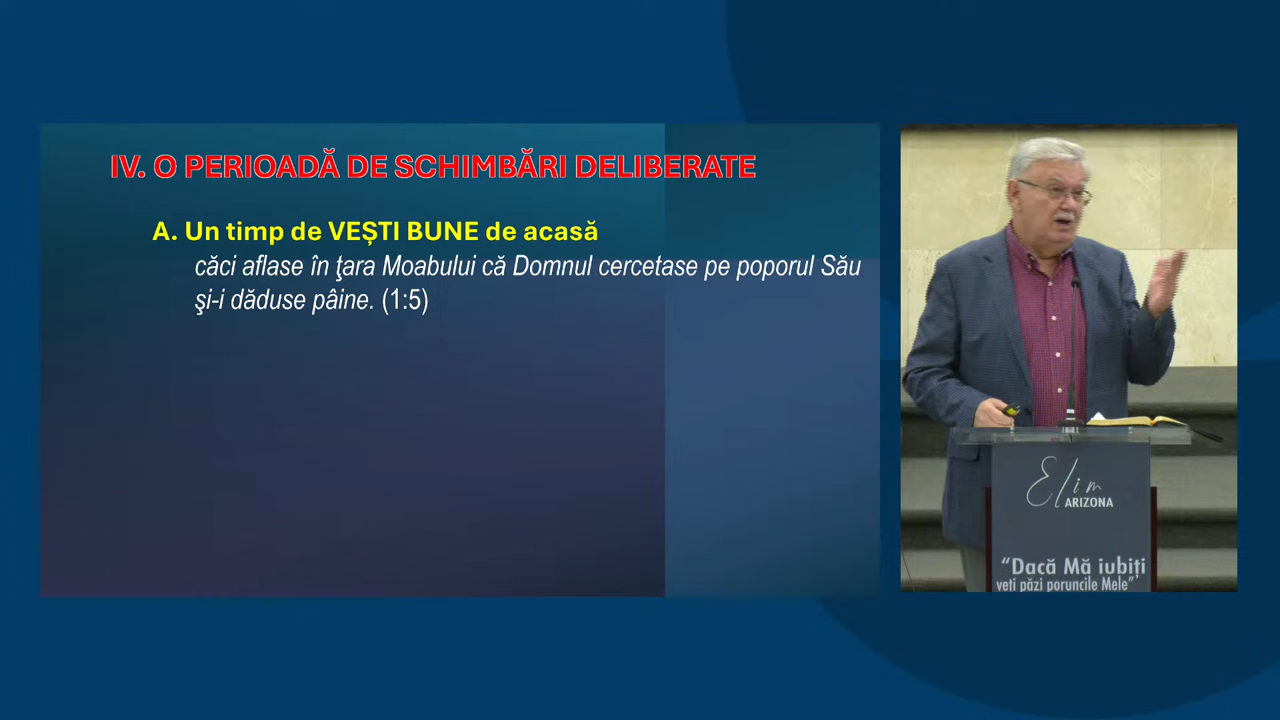 IV. O PERIOADĂ DE SCHIMBĂRI DELIBERATE
A. Un timp de VEȘTI BUNE de acasă
căci aflase în ţara Moabului că Domnul cercetase pe poporul Său
şi-i dăduse pâine. (1:5)
Elim
ARIZONA
“Dacă Mă iubiți
veți păzi poruncile Mele”